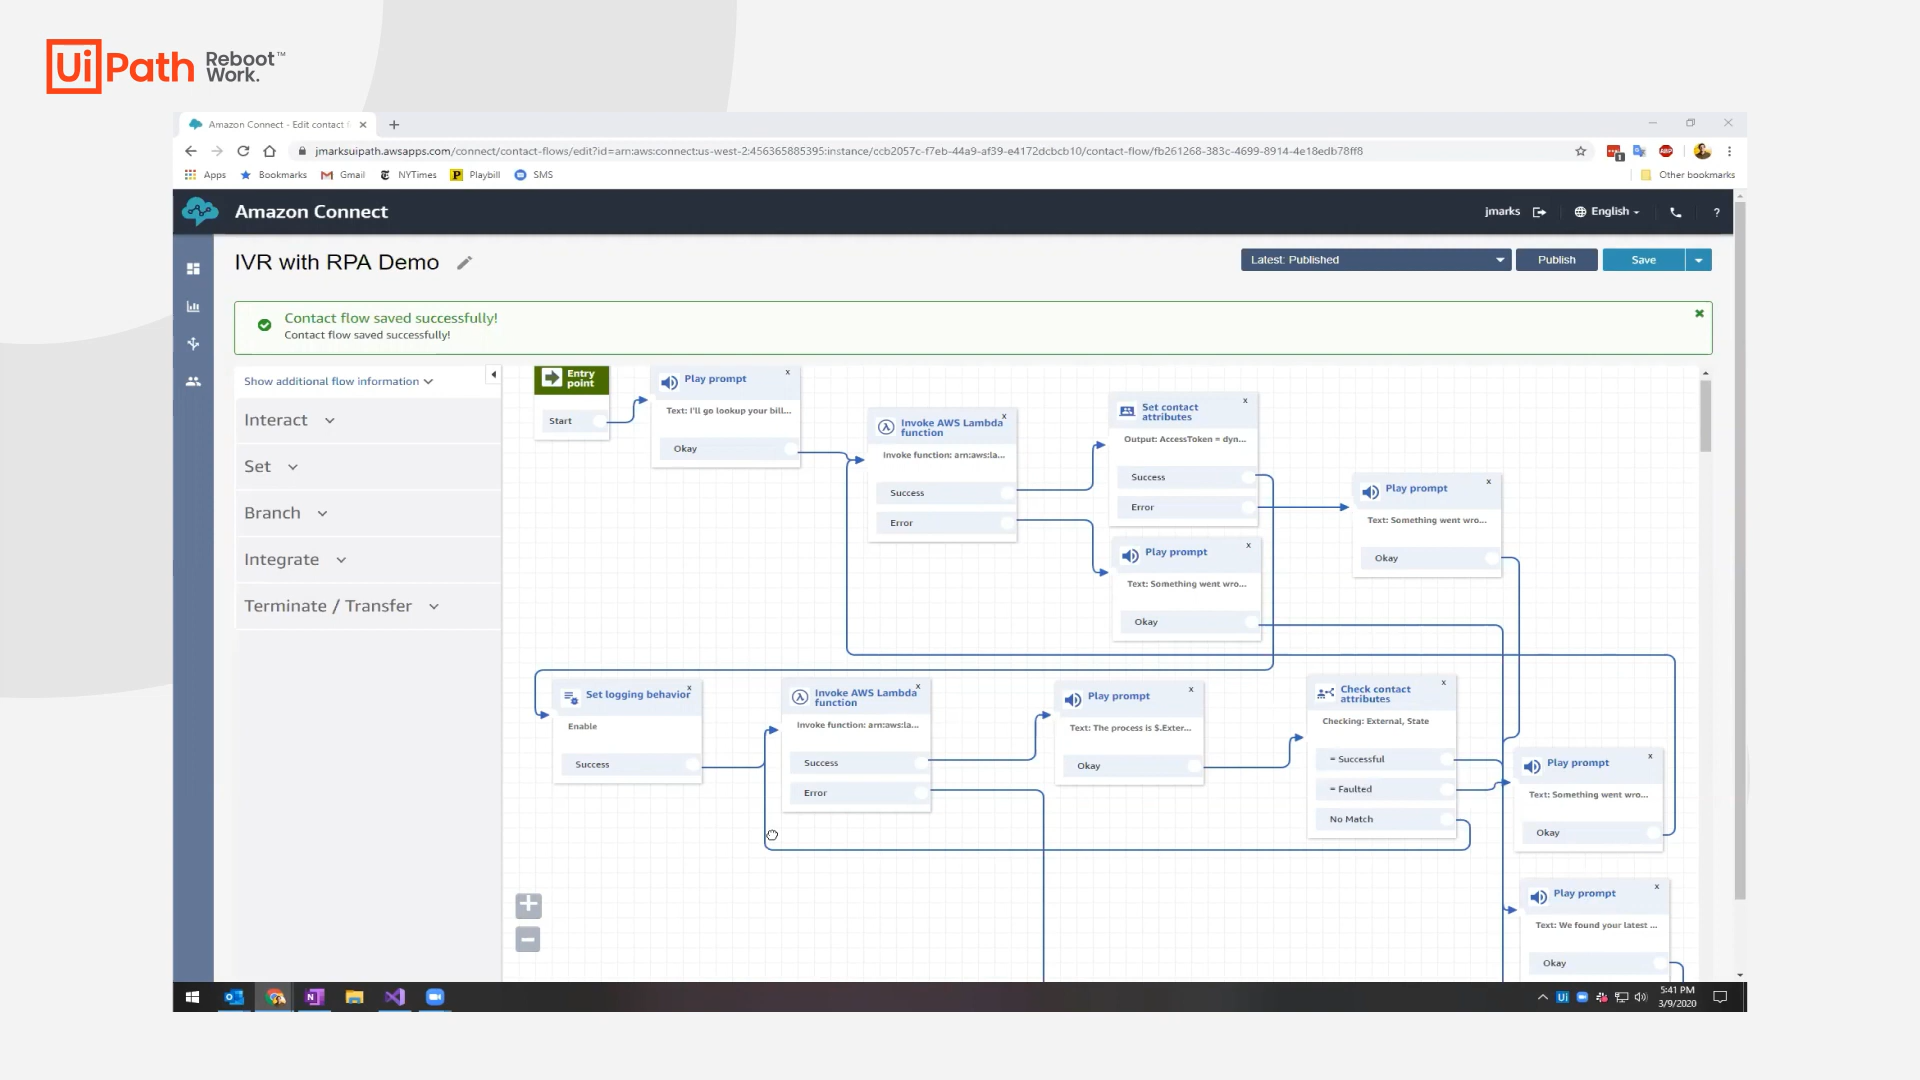 UiPath Reboot Work.™
Amazon Connect - Edit contact f
jmarksuipath.awsapps.com/connect/contact-flows/edit?id=arn:aws:connect:us-west-2:456365885395:instance/ccb2057c-f7eb-44a9-af39-e4172dcbcb10/contact-flow/fb261268-383c-4699-8914-4e18edb78ff8
Apps Bookmarks Gmail NYTimes Playbill SMS Other bookmarks
Amazon Connect
jmarks English ?
IVR with RPA Demo
Latest: Published Publish Save
Contact flow saved successfully!
Contact flow saved successfully!
Show additional flow information
Interact
Set
Branch
Integrate
Terminate / Transfer
Entry point
Start
Play prompt
Text: I'll go lookup your bill...
Okay
Invoke AWS Lambda function
Invoke function: arn:aws:la...
Success
Error
Set contact attributes
Output: AccessToken = dyn...
Success
Error
Play prompt
Text: Something went wro...
Okay
Play prompt
Text: Something went wro...
Okay
Set logging behavior
Enable
Success
Invoke AWS Lambda function
Invoke function: arn:aws:la...
Success
Error
Play prompt
Text: The process is $.Exter...
Okay
Check contact attributes
Checking: External, State
= Successful
= Faulted
No Match
Play prompt
Text: Something went wro...
Okay
Play prompt
Text: We found your latest ...
Okay
5:41 PM
3/9/2020